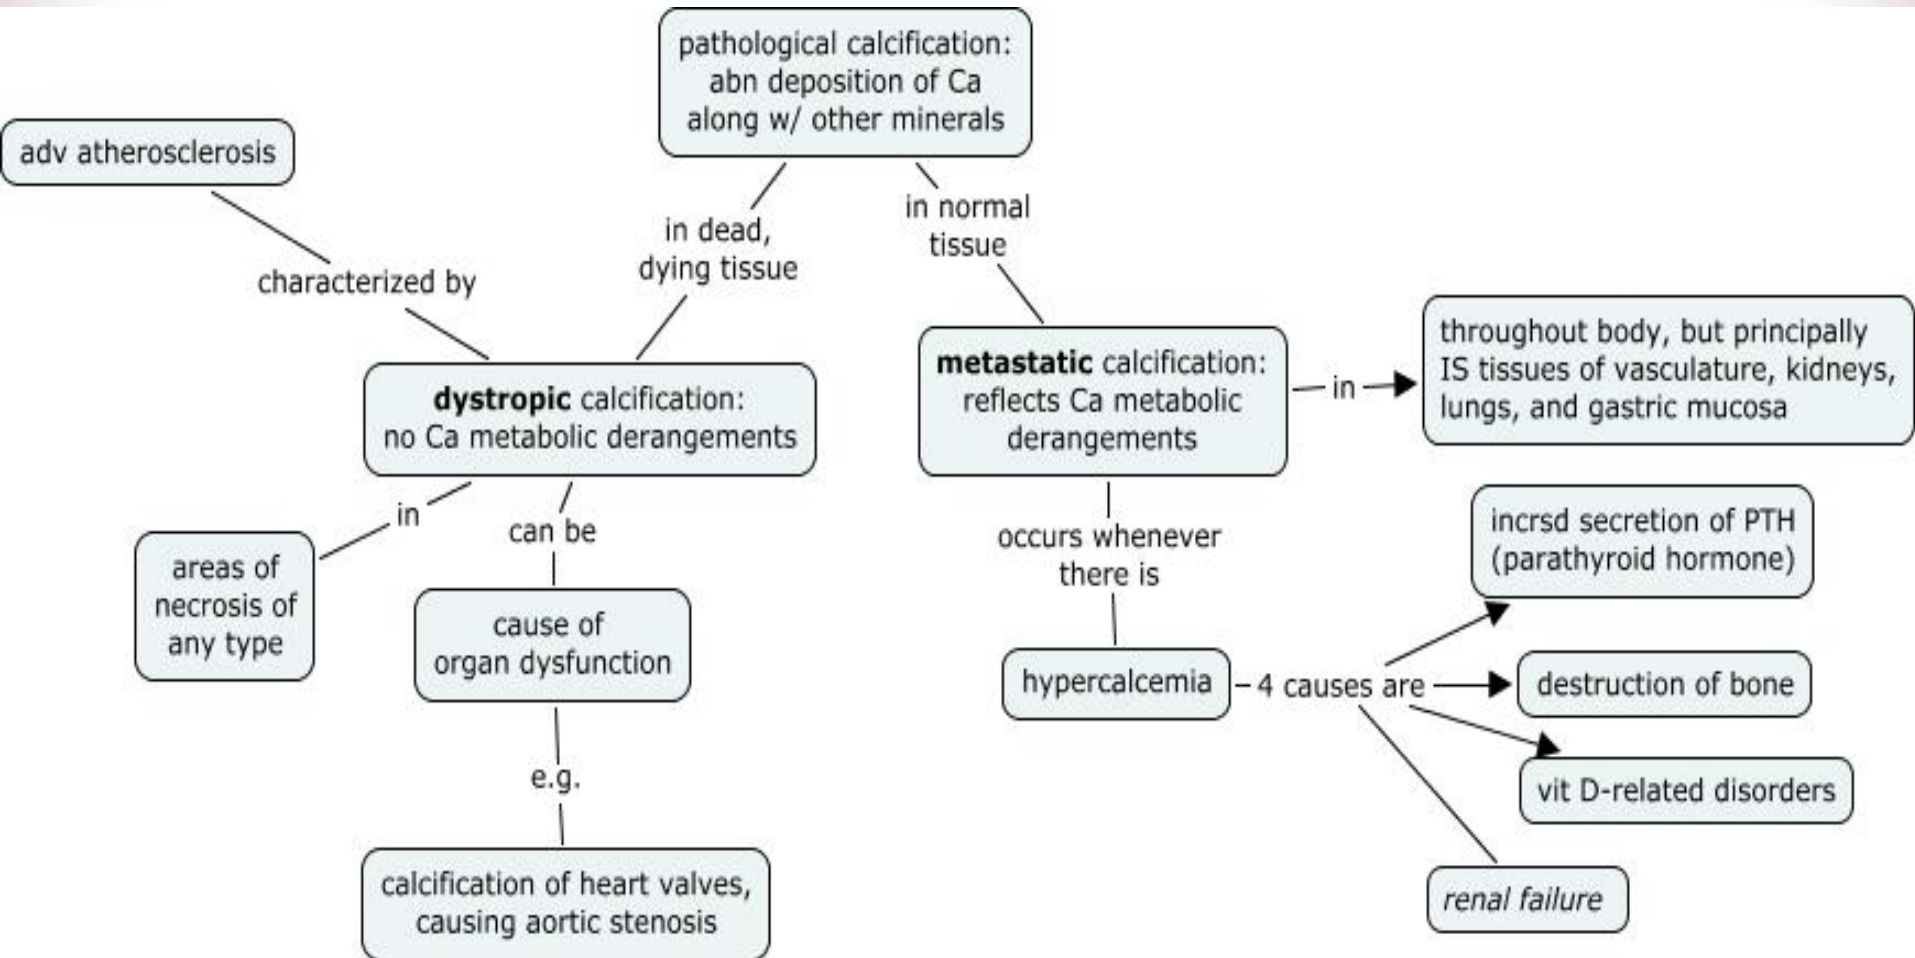 pathological calcification:
abn deposition of Ca
along w/ other minerals
adv atherosclerosis
characterized by
in dead,
dying tissue
in normal
tissue
dystropic calcification:
no Ca metabolic derangements
metastatic calcification:
reflects Ca metabolic
derangements
in
throughout body, but principally
IS tissues of vasculature, kidneys,
lungs, and gastric mucosa
in
areas of
necrosis of
any type
can be
cause of
organ dysfunction
e.g.
calcification of heart valves,
causing aortic stenosis
occurs whenever
there is
hypercalcemia
4 causes are
incrsd secretion of PTH
(parathyroid hormone)
destruction of bone
vit D-related disorders
renal failure